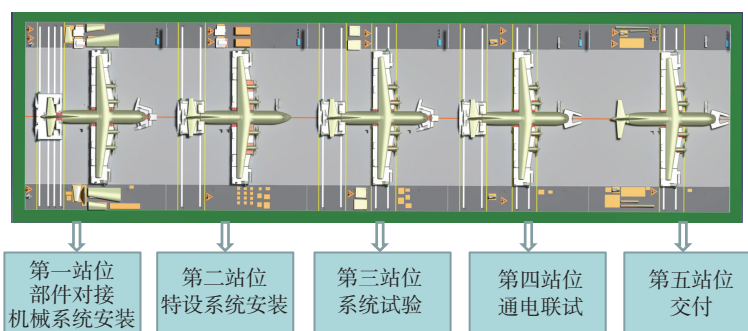 第一站位
部件对接
机械系统安装
第二站位
特设系统安装
第三站位
系统试验
第四站位
通电联试
第五站位
交付